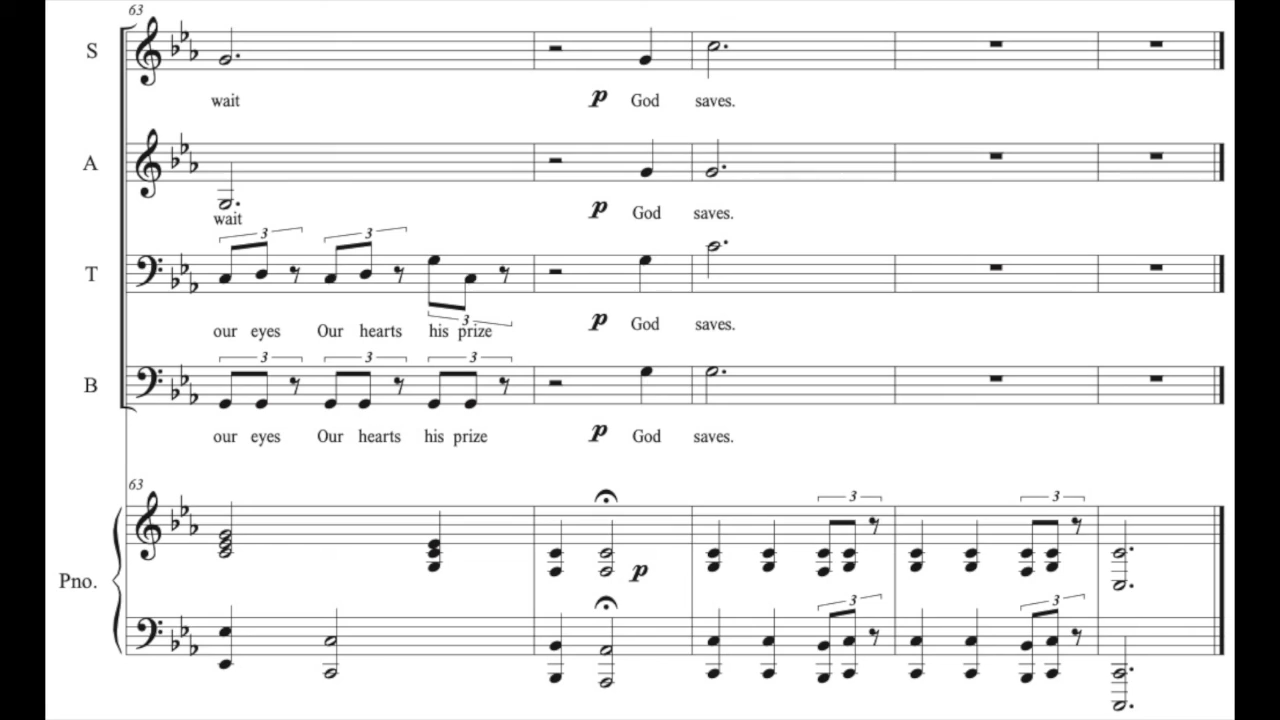 63
S
wait p God saves.
A
p God saves.
wait
3 3
T
3
our eyes Our hearts his prize p God saves.
3 3 3
B
our eyes Our hearts his prize p God saves.
63
3 3
p
Pno.
3 3